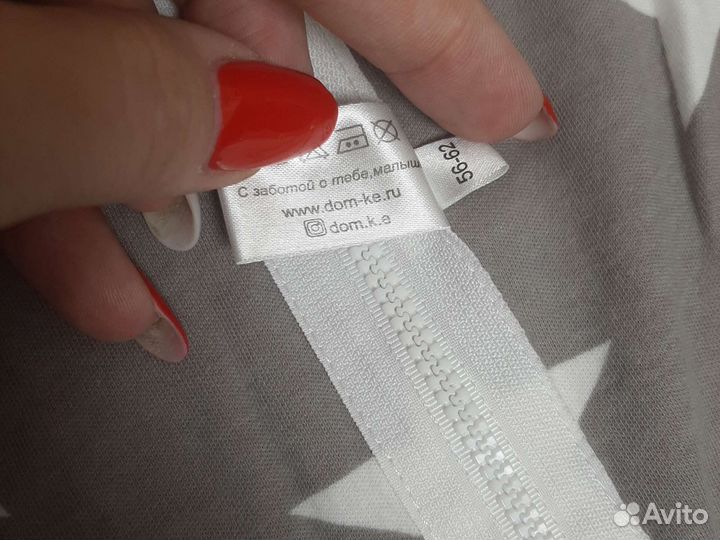 С заботой о тебе, малыш
www.dom-ke.ru
dom.k.e
56-62
Avito